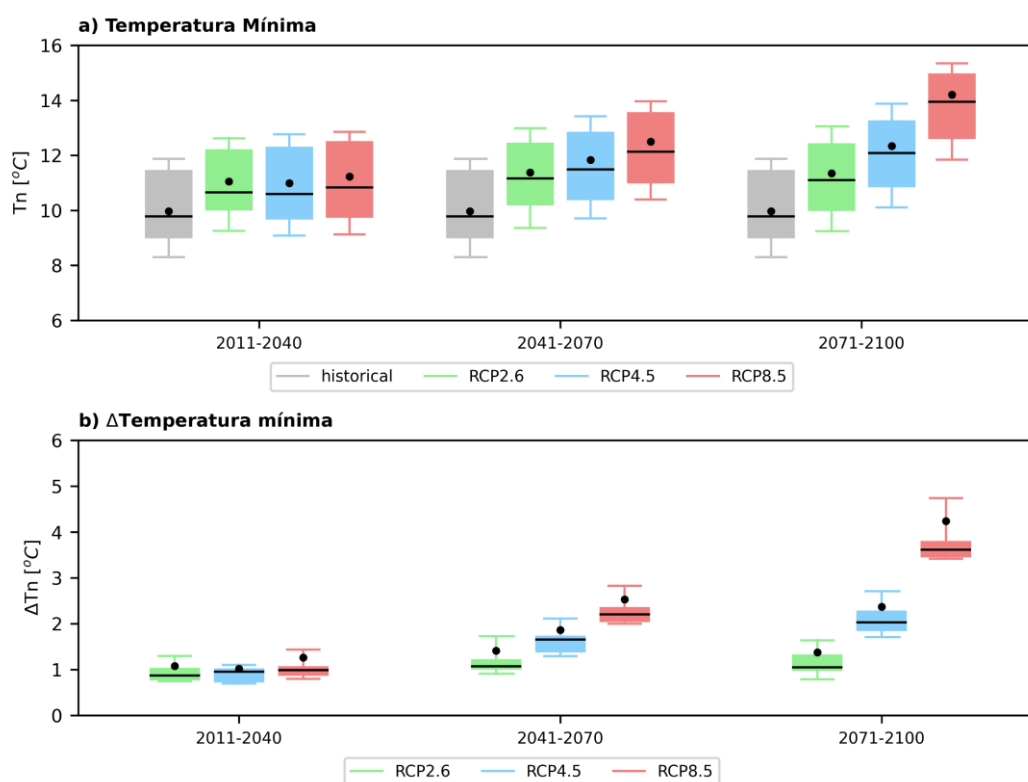 a) Temperatura Mínima
16
14
12
10
8
6
Tn [°C]
2011-2040 2041-2070 2071-2100
historical RCP2.6 RCP4.5 RCP8.5
b) ΔTemperatura mínima
6
5
4
3
2
1
0
ΔTn [°C]
2011-2040 2041-2070 2071-2100
RCP2.6 RCP4.5 RCP8.5